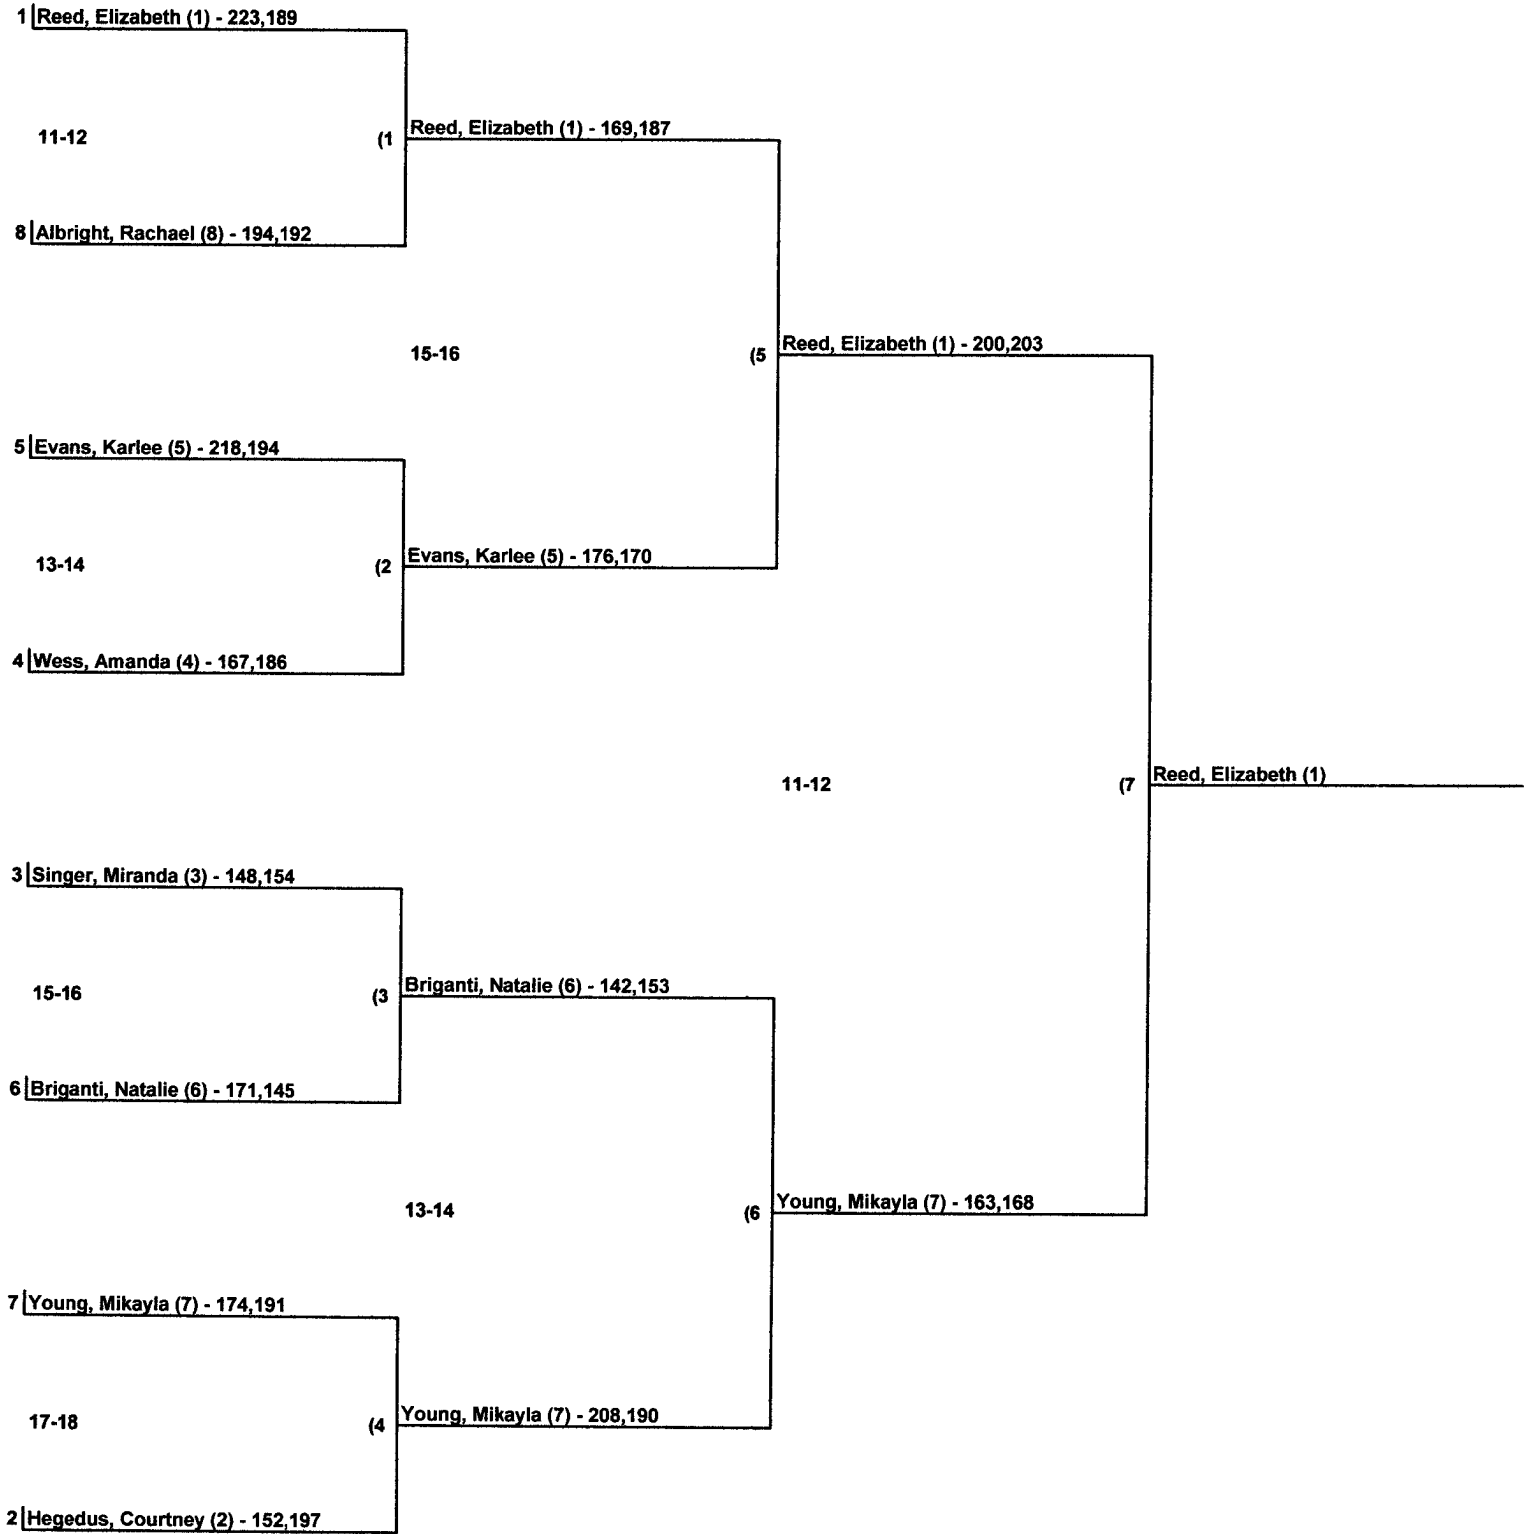 1 Reed, Elizabeth (1) - 223,189
11-12 (1 Reed, Elizabeth (1) - 169,187
8 Albright, Rachael (8) - 194,192
15-16 (5 Reed, Elizabeth (1) - 200,203
5 Evans, Karlee (5) - 218,194
13-14 (2 Evans, Karlee (5) - 176,170
4 Wess, Amanda (4) - 167,186
11-12 (7 Reed, Elizabeth (1)
3 Singer, Miranda (3) - 148,154
15-16 (3 Briganti, Natalie (6) - 142,153
6 Briganti, Natalie (6) - 171,145
13-14 (6 Young, Mikayla (7) - 163,168
7 Young, Mikayla (7) - 174,191
17-18 (4 Young, Mikayla (7) - 208,190
2 Hegedus, Courtney (2) - 152,197